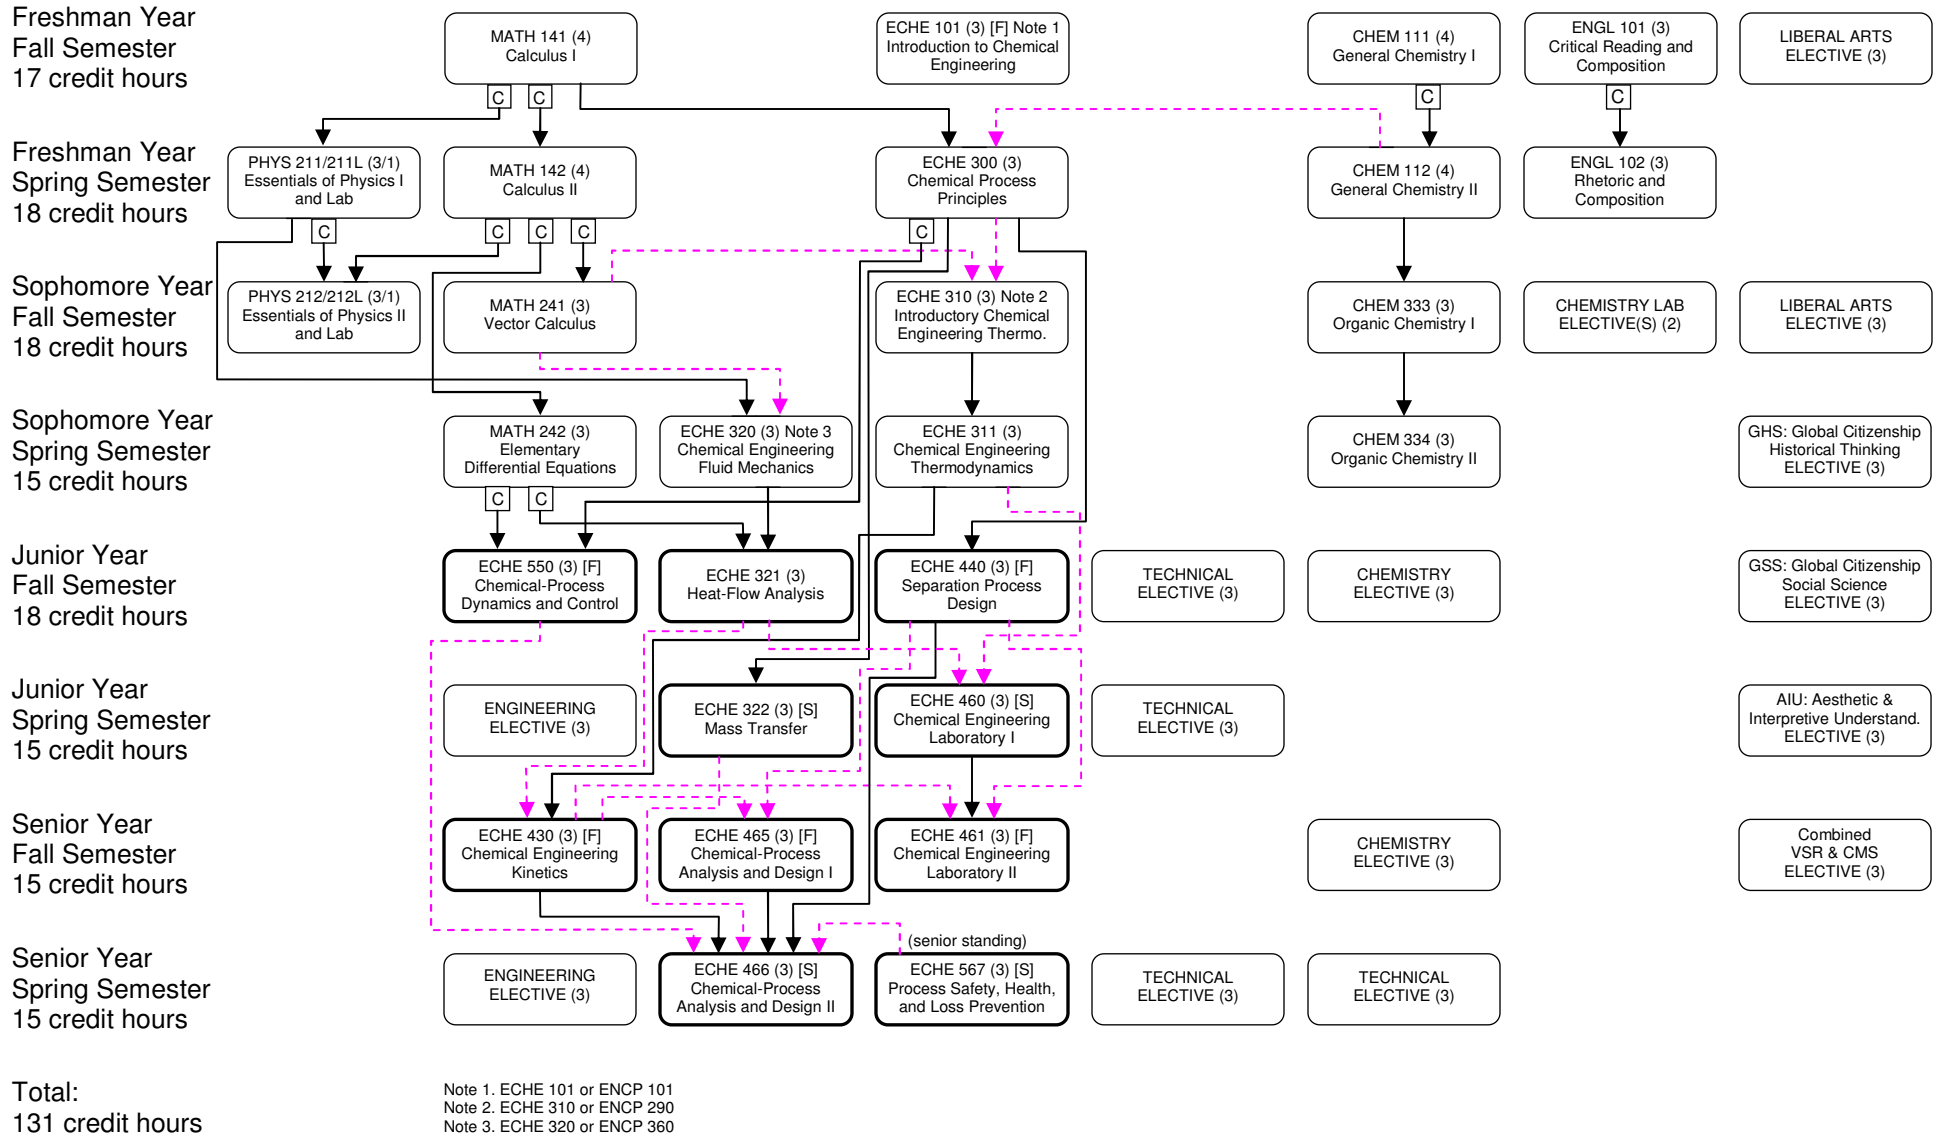 Freshman Year
Fall Semester
17 credit hours
MATH 141 (4)
Calculus I
ECHE 101 (3) [F] Note 1
Introduction to Chemical
Engineering
CHEM 111 (4)
General Chemistry I
ENGL 101 (3)
Critical Reading and
Composition
LIBERAL ARTS
ELECTIVE (3)
C
C
C
C
Freshman Year
Spring Semester
18 credit hours
PHYS 211/211L (3/1)
Essentials of Physics I
and Lab
MATH 142 (4)
Calculus II
ECHE 300 (3)
Chemical Process
Principles
CHEM 112 (4)
General Chemistry II
ENGL 102 (3)
Rhetoric and
Composition
C
C
C
C
C
Sophomore Year
Fall Semester
18 credit hours
PHYS 212/212L (3/1)
Essentials of Physics II
and Lab
MATH 241 (3)
Vector Calculus
ECHE 310 (3) Note 2
Introductory Chemical
Engineering Thermo.
CHEM 333 (3)
Organic Chemistry I
CHEMISTRY LAB
ELECTIVE(S) (2)
LIBERAL ARTS
ELECTIVE (3)
Sophomore Year
Spring Semester
15 credit hours
MATH 242 (3)
Elementary
Differential Equations
ECHE 320 (3) Note 3
Chemical Engineering
Fluid Mechanics
ECHE 311 (3)
Chemical Engineering
Thermodynamics
CHEM 334 (3)
Organic Chemistry II
GHS: Global Citizenship
Historical Thinking
ELECTIVE (3)
C
C
Junior Year
Fall Semester
18 credit hours
ECHE 550 (3) [F]
Chemical-Process
Dynamics and Control
ECHE 321 (3)
Heat-Flow Analysis
ECHE 440 (3) [F]
Separation Process
Design
TECHNICAL
ELECTIVE (3)
CHEMISTRY
ELECTIVE (3)
GSS: Global Citizenship
Social Science
ELECTIVE (3)
Junior Year
Spring Semester
15 credit hours
ENGINEERING
ELECTIVE (3)
ECHE 322 (3) [S]
Mass Transfer
ECHE 460 (3) [S]
Chemical Engineering
Laboratory I
TECHNICAL
ELECTIVE (3)
AIU: Aesthetic &
Interpretive Understand.
ELECTIVE (3)
Senior Year
Fall Semester
15 credit hours
ECHE 430 (3) [F]
Chemical Engineering
Kinetics
ECHE 465 (3) [F]
Chemical-Process
Analysis and Design I
ECHE 461 (3) [F]
Chemical Engineering
Laboratory II
CHEMISTRY
ELECTIVE (3)
Combined
VSR & CMS
ELECTIVE (3)
Senior Year
Spring Semester
15 credit hours
ENGINEERING
ELECTIVE (3)
ECHE 466 (3) [S]
Chemical-Process
Analysis and Design II
(senior standing)
ECHE 567 (3) [S]
Process Safety, Health,
and Loss Prevention
TECHNICAL
ELECTIVE (3)
TECHNICAL
ELECTIVE (3)
Total:
131 credit hours
Note 1. ECHE 101 or ENCP 101
Note 2. ECHE 310 or ENCP 290
Note 3. ECHE 320 or ENCP 360